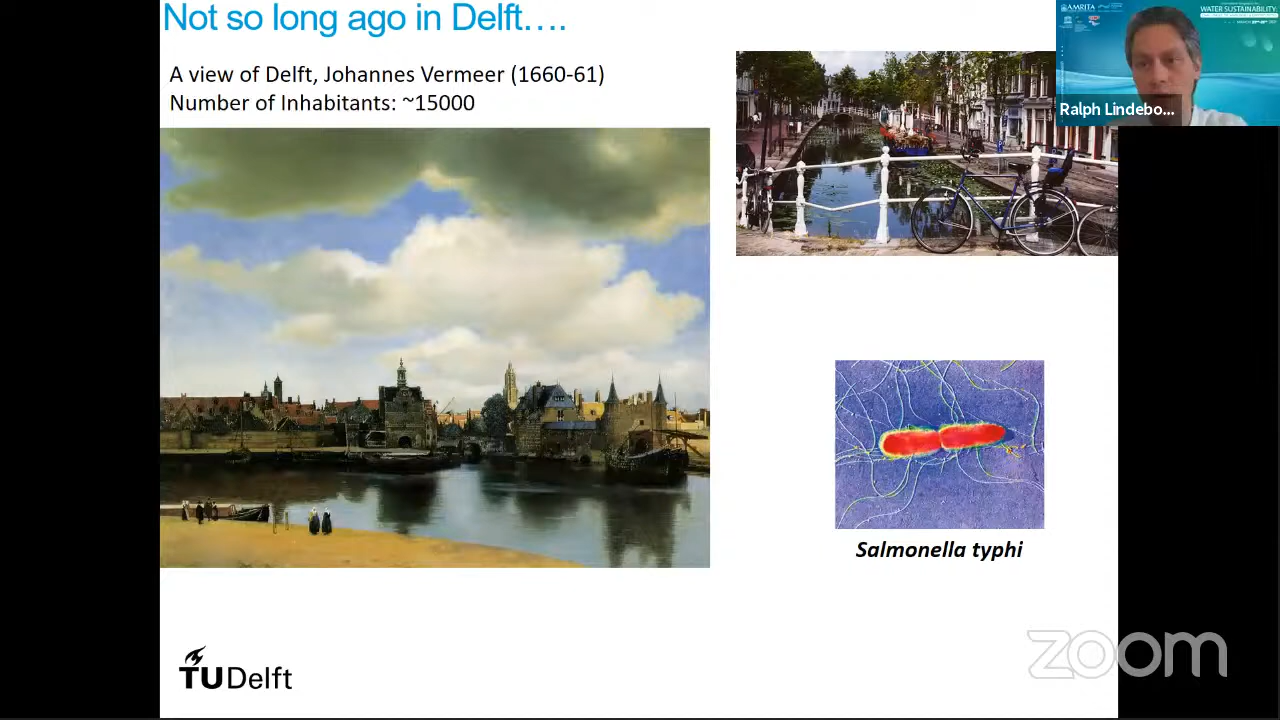 Not so long ago in Delft….
A view of Delft, Johannes Vermeer (1660-61)
Number of Inhabitants: ~15000
AMRITA
WATER SUSTAINABILITY:
Ralph Lindebo...
Salmonella typhi
TUDelft
zoom